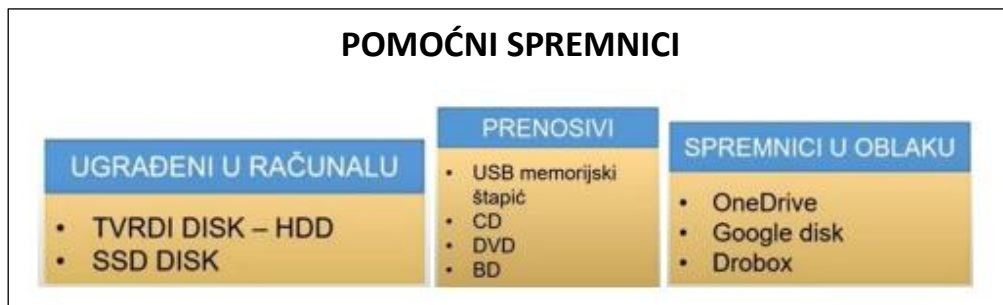 POMOĆNI SPREMNICI
UGRAĐENI U RAČUNALU
• TVRDI DISK – HDD
• SSD DISK
PRENOSIVI
• USB memorijski
štapić
• CD
• DVD
• BD
SPREMNICI U OBLAKU
• OneDrive
• Google disk
• Drobox